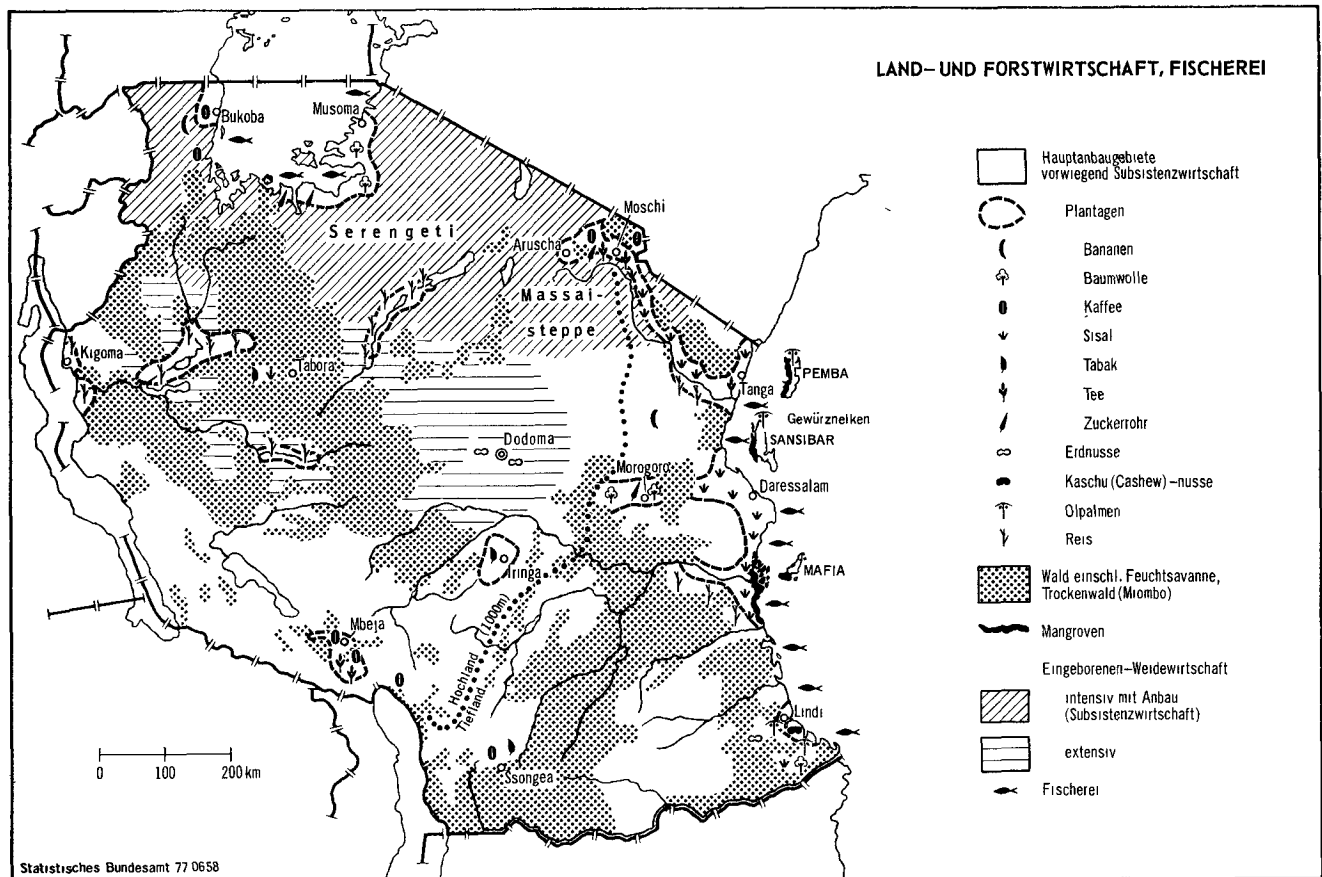 LAND- UND FORSTWIRTSCHAFT, FISCHEREI
Hauptanbaugebiete
vorwiegend Subsistenzwirtschaft
Plantagen
Bananen
Baumwolle
Kaffee
Sisal
Tabak
Tee
Zuckerrohr
Erdnusse
Kaschu (Cashew) -nusse
Olpalmen
Reis
Wald einschl. Feuchtsavanne,
Trockenwald (Miombo)
Mangroven
Eingeborenen-Weidewirtschaft
intensiv mit Anbau
(Subsistenzwirtschaft)
extensiv
Fischerei
Bukoba
Musoma
Serengeti
Moschi
Aruscha
Massai-
steppe
Kigoma
Tabora
PEMBA
Tanga
Gewürznelken
SANSIBAR
Dodoma
Morogoro
Daressalam
Iringa
MAFIA
Mbeja
Hochland (1000m)
Tiefland
Lindi
Ssongea
0 100 200 km
Statistisches Bundesamt 77 0658